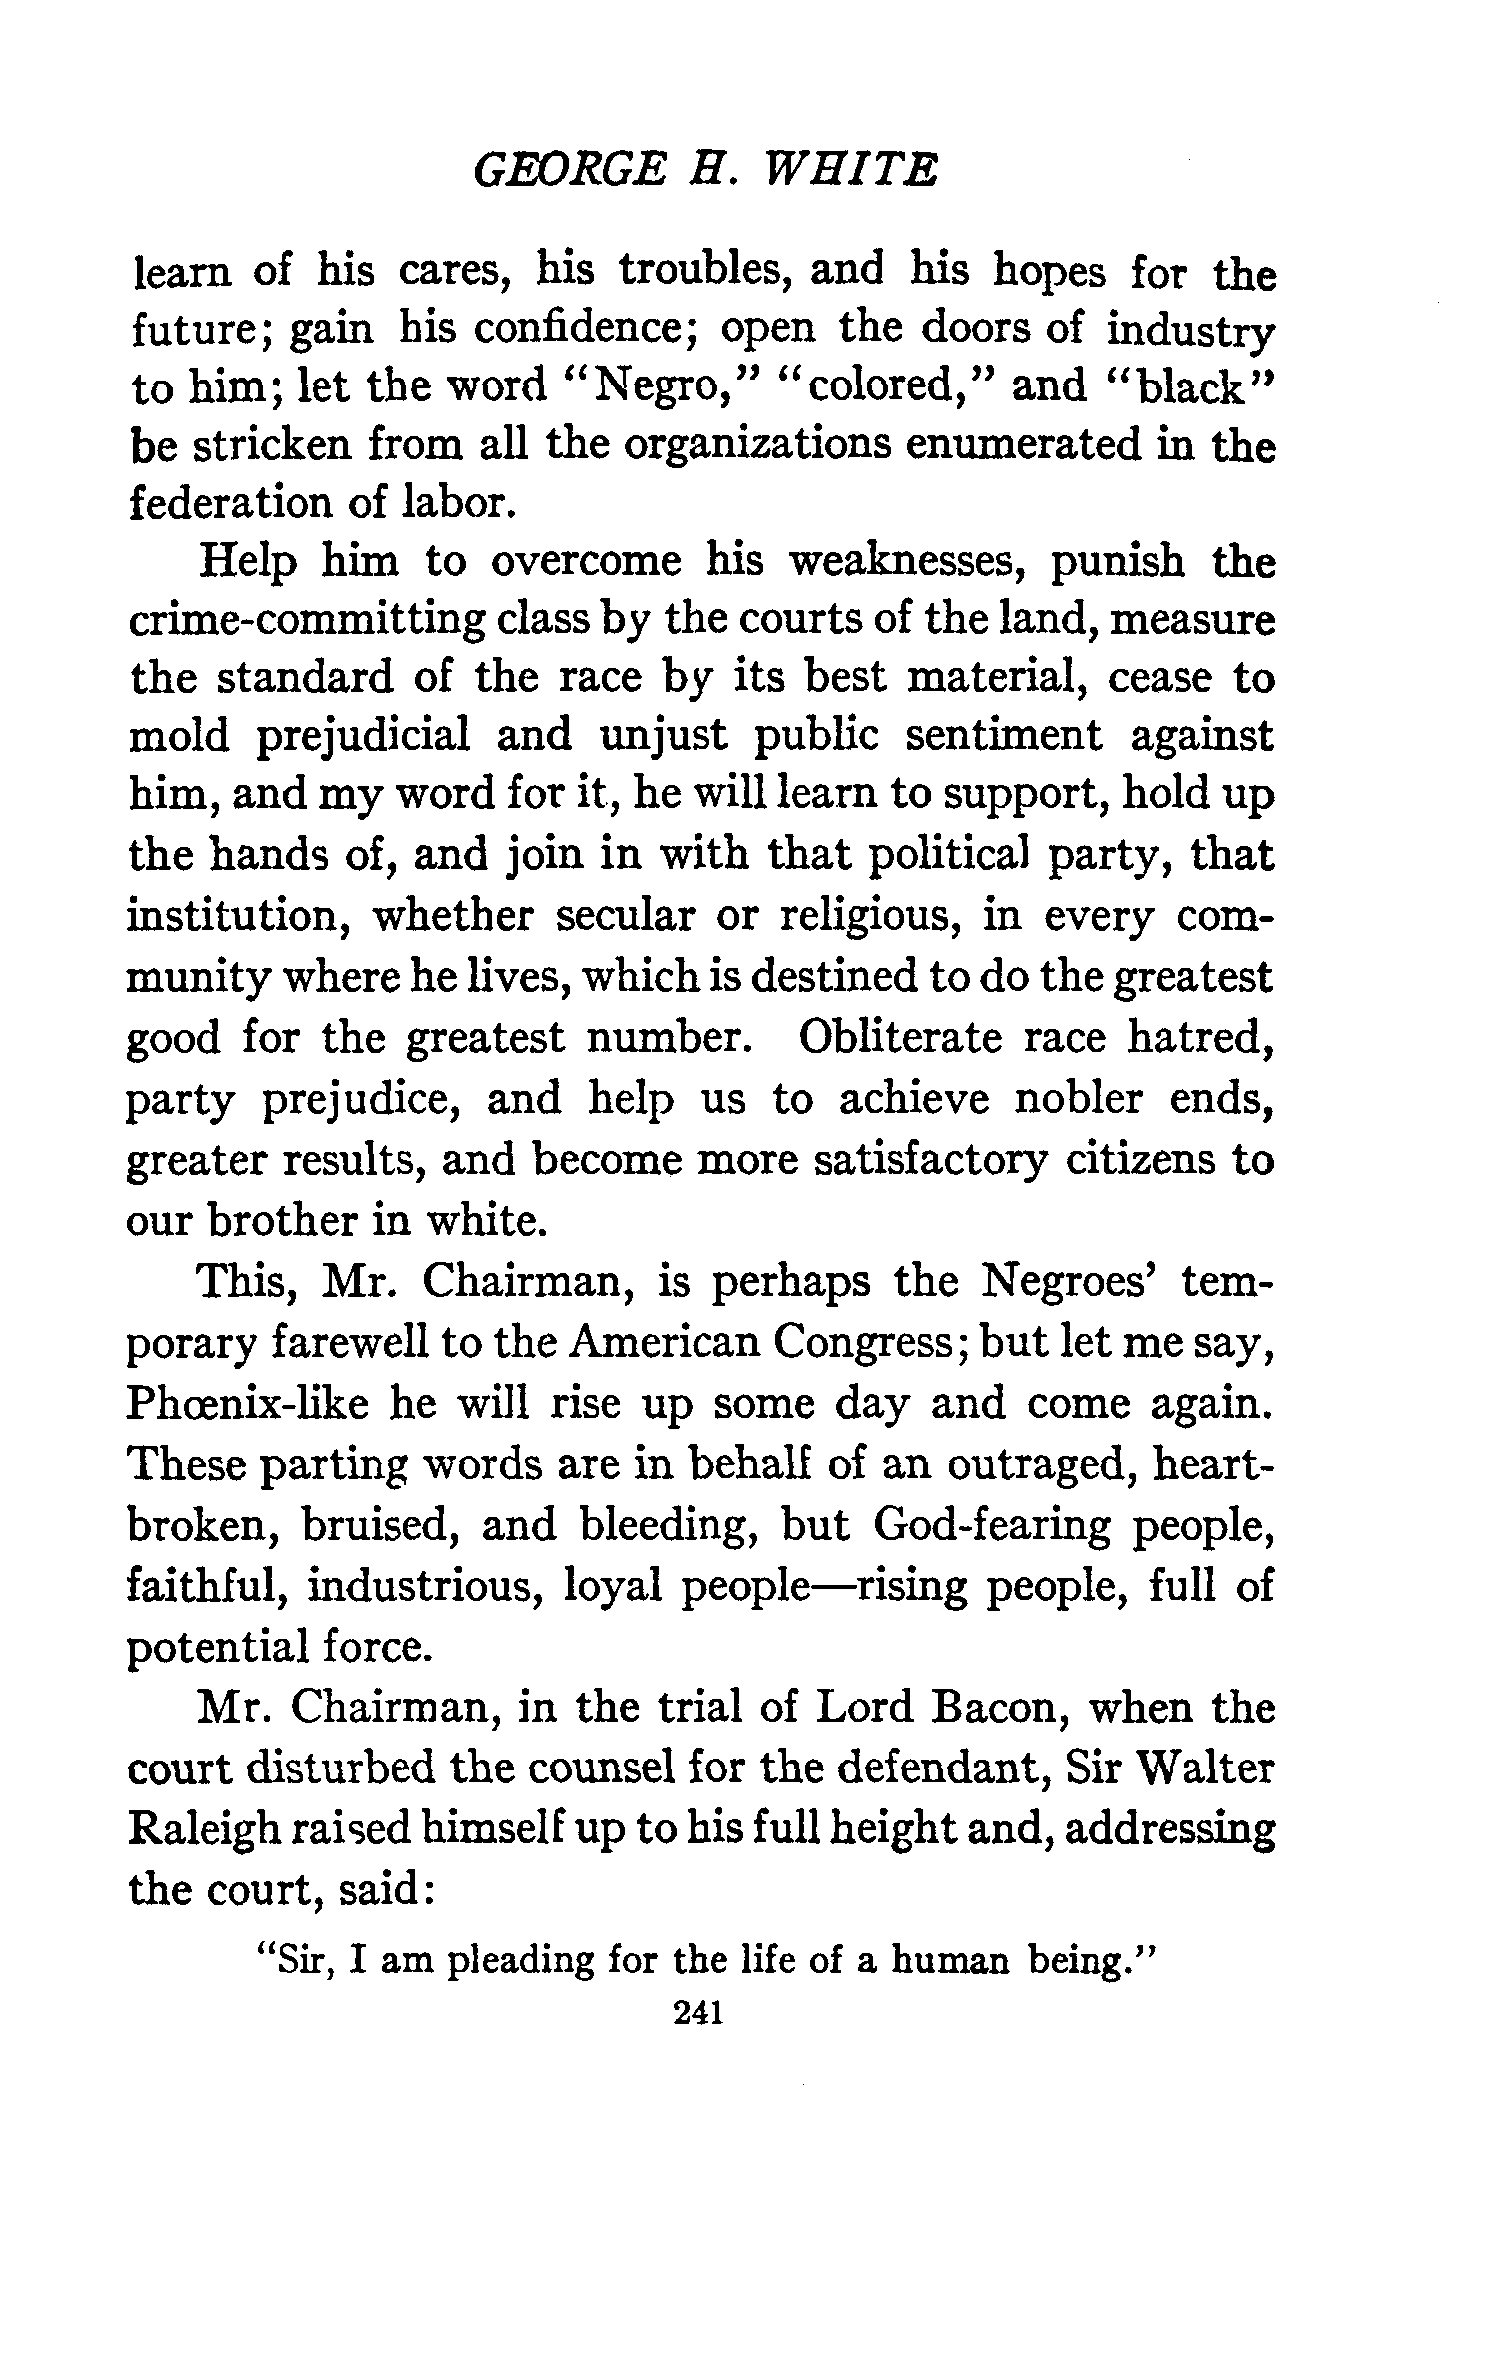 GEORGE H. WHITE
learn of his cares, his troubles, and his hopes for the
future; gain his confidence; open the doors of industry
to him; let the word "Negro," "colored," and "black"
be stricken from all the organizations enumerated in the
federation of labor.
Help him to overcome his weaknesses, punish the
crime-committing class by the courts of the land, measure
the standard of the race by its best material, cease to
mold prejudicial and unjust public sentiment against
him, and my word for it, he will learn to support, hold up
the hands of, and join in with that political party, that
institution, whether secular or religious, in every com-
munity where he lives, which is destined to do the greatest
good for the greatest number. Obliterate race hatred,
party prejudice, and help us to achieve nobler ends,
greater results, and become more satisfactory citizens to
our brother in white.
This, Mr. Chairman, is perhaps the Negroes' tem-
porary farewell to the American Congress; but let me say,
Phœnix-like he will rise up some day and come again.
These parting words are in behalf of an outraged, heart-
broken, bruised, and bleeding, but God-fearing people,
faithful, industrious, loyal people—rising people, full of
potential force.
Mr. Chairman, in the trial of Lord Bacon, when the
court disturbed the counsel for the defendant, Sir Walter
Raleigh raised himself up to his full height and, addressing
the court, said:
"Sir, I am pleading for the life of a human being."
241